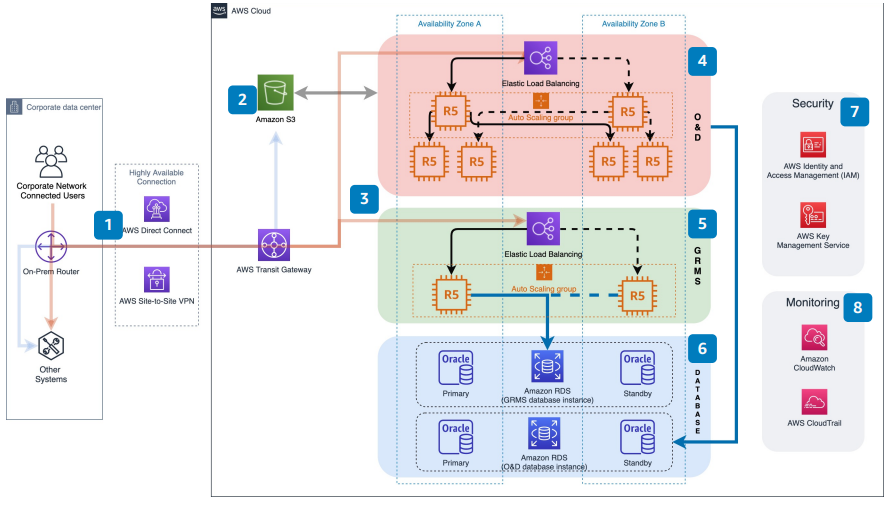 aws
AWS Cloud
Availability Zone A
Availability Zone B
4
Elastic Load Balancing
2
Amazon S3
R5
R5
Auto Scaling group
R5
R5
R5
R5
O & D
Corporate data center
Corporate Network
Connected Users
Highly Available
Connection
1
AWS Direct Connect
On-Prem Router
AWS Site-to-Site VPN
Other
Systems
AWS Transit Gateway
3
5
Elastic Load Balancing
Auto Scaling group
R5
R5
GRMS
6
Oracle
Primary
Amazon RDS
(GRMS database instance)
Oracle
Standby
Oracle
Primary
Amazon RDS
(O&D database instance)
Oracle
Standby
DATABASE
Security
7
AWS Identity and
Access Management (IAM)
AWS Key
Management Service
Monitoring
8
Amazon
CloudWatch
AWS CloudTrail